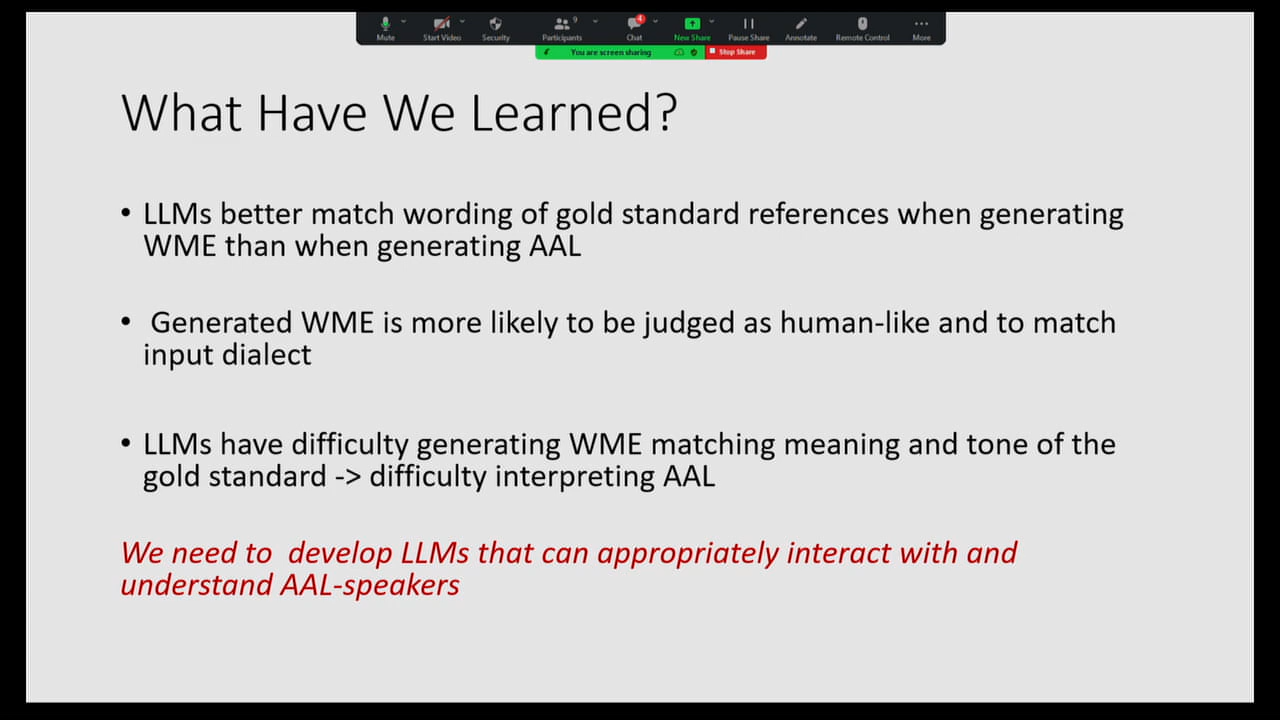 Mute
Start Video
Security
Participants
9
Chat
4
New Share
Pause Share
Annotate
Remote Control
More
You are screen sharing
Stop Share
What Have We Learned?
• LLMs better match wording of gold standard references when generating
WME than when generating AAL
• Generated WME is more likely to be judged as human-like and to match
input dialect
• LLMs have difficulty generating WME matching meaning and tone of the
gold standard -> difficulty interpreting AAL
We need to develop LLMs that can appropriately interact with and
understand AAL-speakers